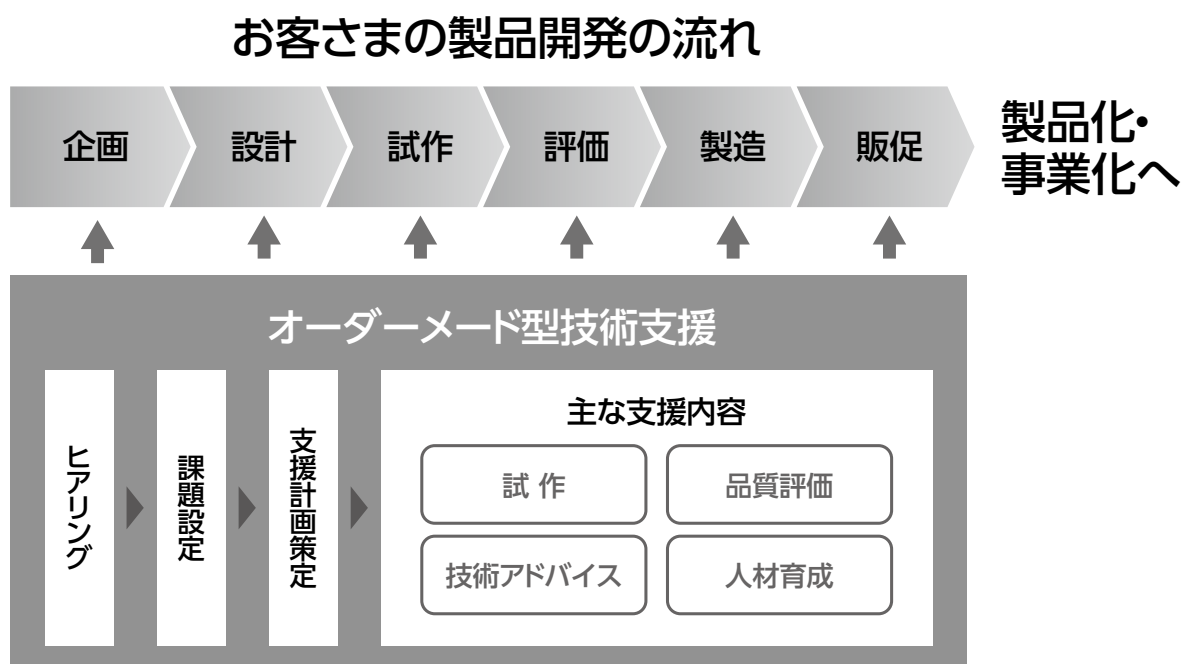 お客さまの製品開発の流れ
企画
設計
試作
評価
製造
販促
製品化・
事業化へ
オーダーメード型技術支援
ヒアリング
課題設定
支援計画策定
主な支援内容
試 作
品質評価
技術アドバイス
人材育成